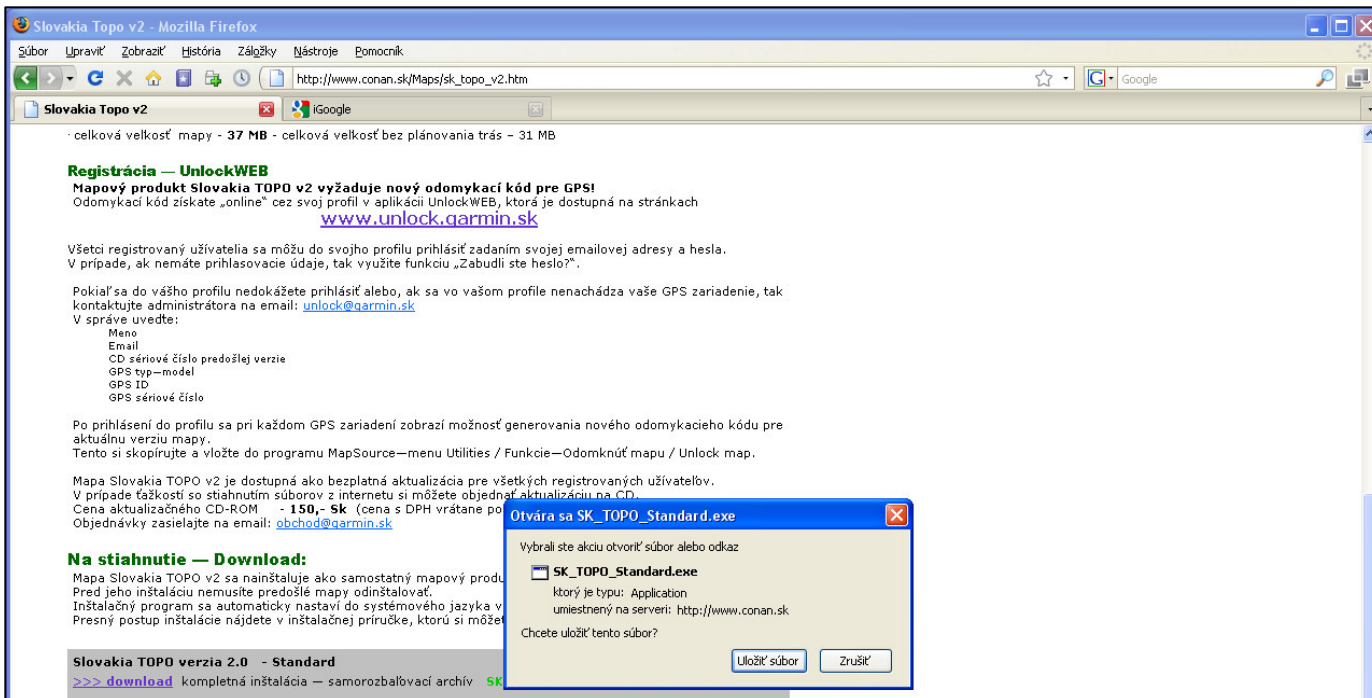 Slovakia Topo v2 - Mozilla Firefox
Súbor Upraviť Zobraziť História Záložky Nástroje Pomocník
http://www.conan.sk/Maps/sk_topo_v2.htm
G Google
Slovakia Topo v2 iGoogle
· celková velkosť mapy - 37 MB - celková velkosť bez plánovania trás – 31 MB
Registrácia — UnlockWEB
Mapový produkt Slovakia TOPO v2 vyžaduje nový odomykací kód pre GPS!
Odomykací kód získate „online“ cez svoj profil v aplikácii UnlockWEB, ktorá je dostupná na stránkach
www.unlock.garmin.sk
Všetci registrovaný užívatelia sa môžu do svojho profilu prihlásiť zadaním svojej emailovej adresy a hesla.
V prípade, ak nemáte prihlasovacie údaje, tak využite funkciu „Zabudli ste heslo?“.
Pokiaľ sa do vášho profilu nedokážete prihlásiť alebo, ak sa vo vašom profile nenachádza vaše GPS zariadenie, tak
kontaktujte administrátora na email: unlock@garmin.sk
V správe uveďte:
Meno
Email
CD sériové číslo predošlej verzie
GPS typ—model
GPS ID
GPS sériové číslo
Po prihlásení do profilu sa pri každom GPS zariadení zobrazí možnosť generovania nového odomykacieho kódu pre
aktuálnu verziu mapy.
Tento si skopírujte a vložte do programu MapSource—menu Utilities / Funkcie—Odomknúť mapu / Unlock map.
Mapa Slovakia TOPO v2 je dostupná ako bezplatná aktualizácia pre všetkých registrovaných užívateľov.
V prípade ťažkostí so stiahnutím súborov z internetu si môžete objednať aktualizáciu na CD.
Cena aktualizačného CD-ROM - 150,- Sk (cena s DPH vrátane po
Objednávky zasielajte na email: obchod@garmin.sk
Na stiahnutie — Download:
Mapa Slovakia TOPO v2 sa nainštaluje ako samostatný mapový produ
Pred jeho inštaláciu nemusíte predošlé mapy odinštalovať.
Inštalačný program sa automaticky nastaví do systémového jazyka v
Presný postup inštalácie nájdete v inštalačnej príručke, ktorú si môžet
Slovakia TOPO verzia 2.0 - Standard
>>> download kompletná inštalácia — samorozbaľovací archív SK
Otvára sa SK_TOPO_Standard.exe
Vybrali ste akciu otvoriť súbor alebo odkaz
SK_TOPO_Standard.exe
ktorý je typu: Application
umiestnený na serveri: http://www.conan.sk
Chcete uložiť tento súbor?
Uložiť súbor Zrušiť